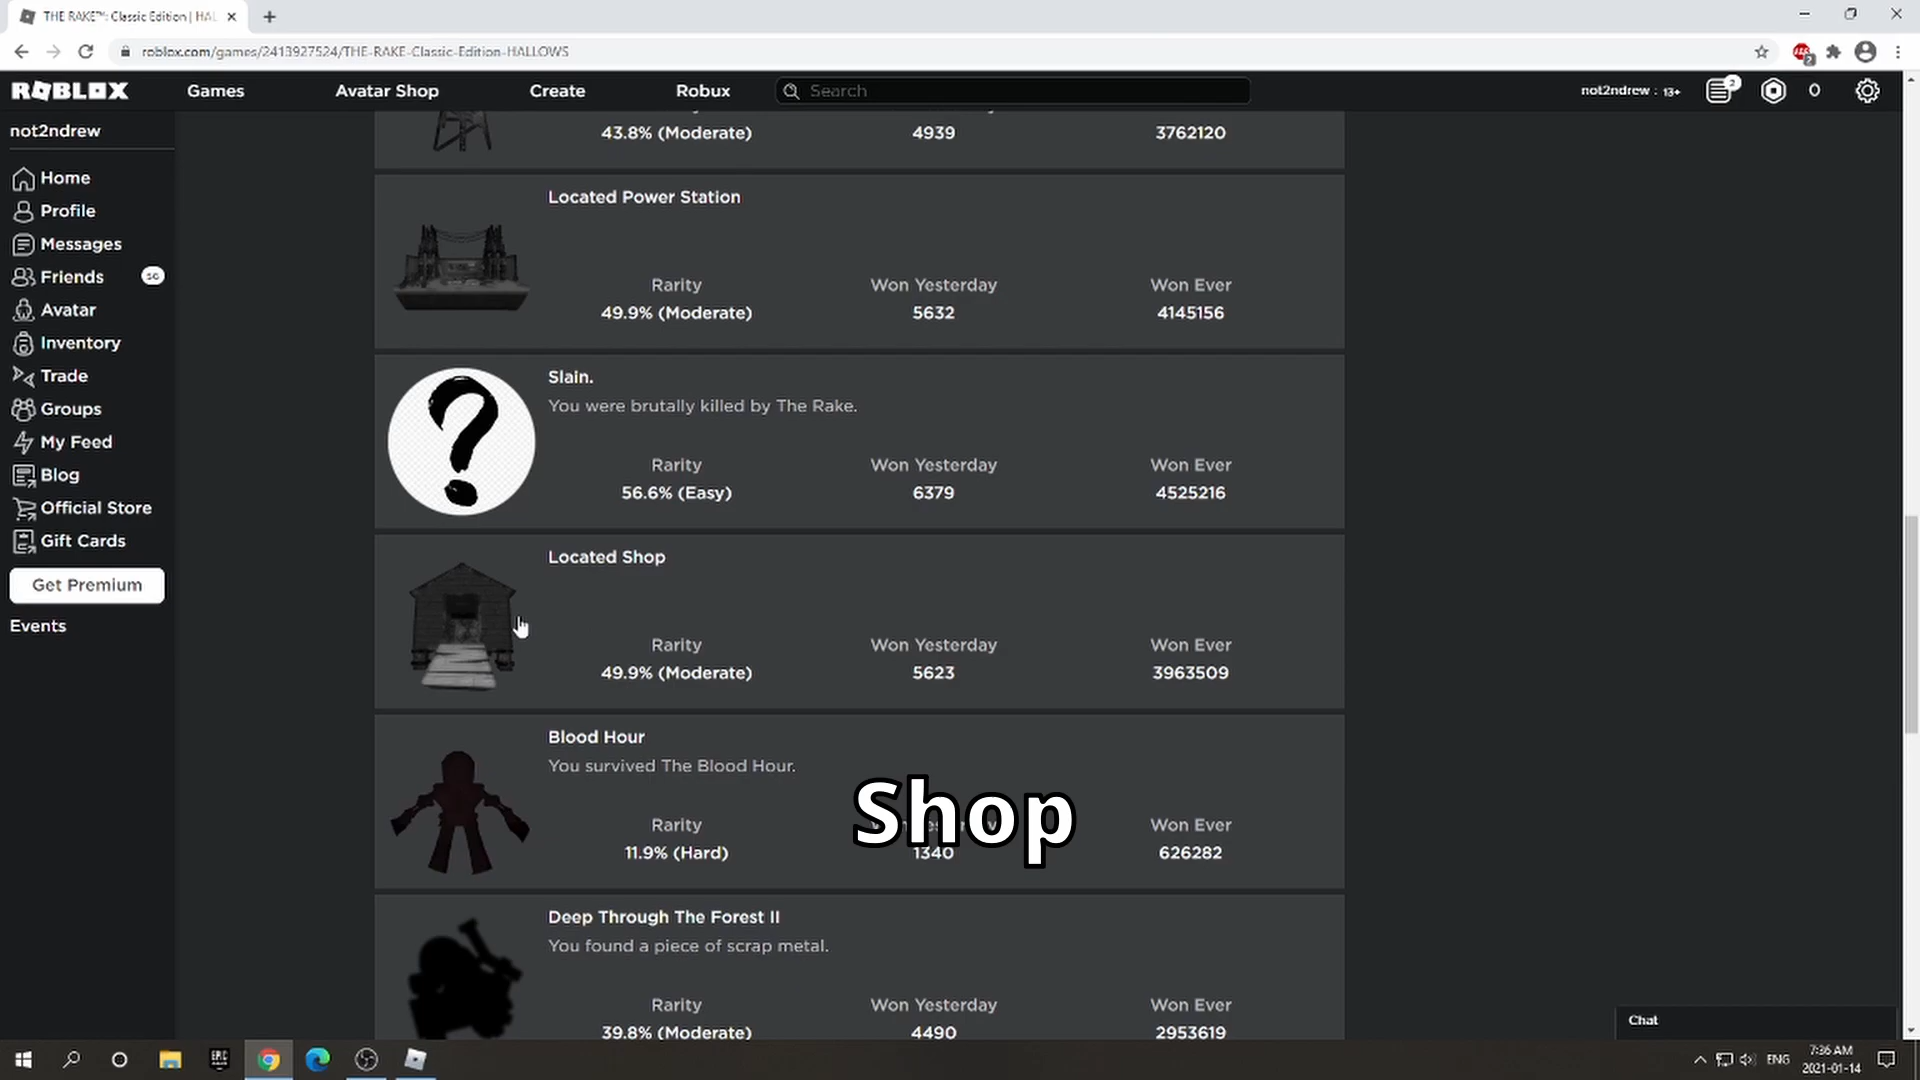 THE RAKE™: Classic Edition | HAL
roblox.com/games/2413927524/THE-RAKE-Classic-Edition-HALLOWS
2
ROBLOX
Games
Avatar Shop
Create
Robux
Search
not2ndrew : 13+
2
0
not2ndrew
Home
Profile
Messages
Friends
Avatar
Inventory
Trade
Groups
My Feed
Blog
Official Store
Gift Cards
Get Premium
Events
43.8% (Moderate) 4939 3762120
Located Power Station
Rarity Won Yesterday Won Ever
49.9% (Moderate) 5632 4145156
?
Slain.
You were brutally killed by The Rake.
Rarity Won Yesterday Won Ever
56.6% (Easy) 6379 4525216
Located Shop
Rarity Won Yesterday Won Ever
49.9% (Moderate) 5623 3963509
Blood Hour
You survived The Blood Hour.
Shop
Rarity Won Yesterday Won Ever
11.9% (Hard) 1340 626282
Deep Through The Forest II
You found a piece of scrap metal.
Rarity Won Yesterday Won Ever
39.8% (Moderate) 4490 2953619
Chat
EPIC
ENG
7:36 AM
2021-01-14